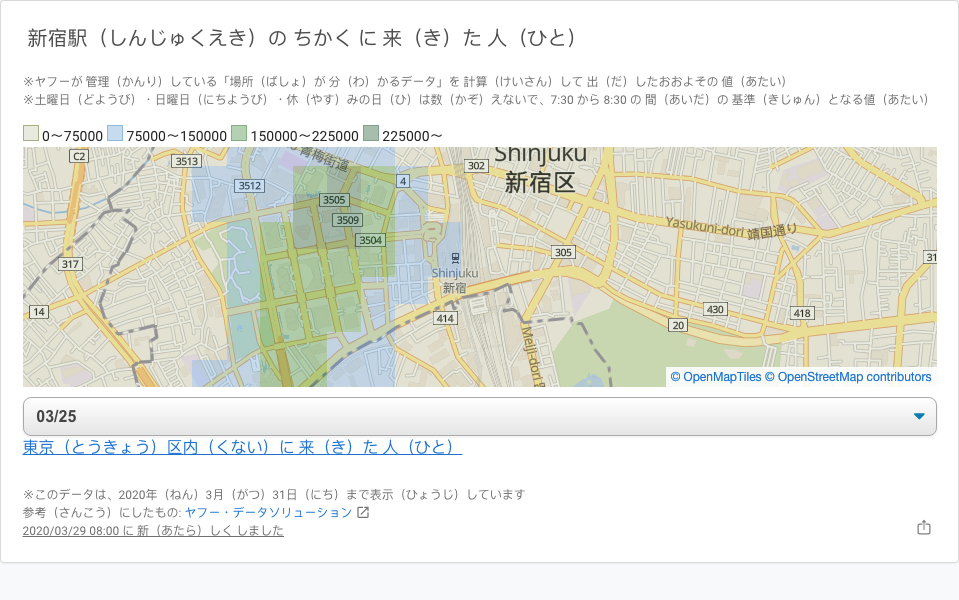 新宿駅（しんじゅくえき）の ちかく に 来（き）た 人（ひと）
※ヤフーが 管理（かんり）している「場所（ばしょ）が 分（わ）かるデータ」を 計算（けいさん）して 出（だ）したおおよその 値（あたい）
※土曜日（どようび）・日曜日（にちようび）・休（やす）みの日（ひ）は数（かぞ）えないで、7:30 から 8:30 の 間（あいだ）の 基準（きじゅん）となる値（あたい）
0〜75000 75000〜150000 150000〜225000 225000〜
C2
3513
青梅街道
302
Shinjuku
新宿区
3512
4
3505
3509
3504
Yasukuni-dori 靖国通り
305
31
317
Shinjuku
新宿
14
414
20
430
418
Meiji-dori
© OpenMapTiles © OpenStreetMap contributors
03/25
東京（とうきょう）区内（くない）に 来（き）た 人（ひと）
※このデータは、2020年（ねん）3月（がつ）31日（にち）まで表示（ひょうじ）しています
参考（さんこう）にしたもの: ヤフー・データソリューション
2020/03/29 08:00 に 新（あたら）しく しました